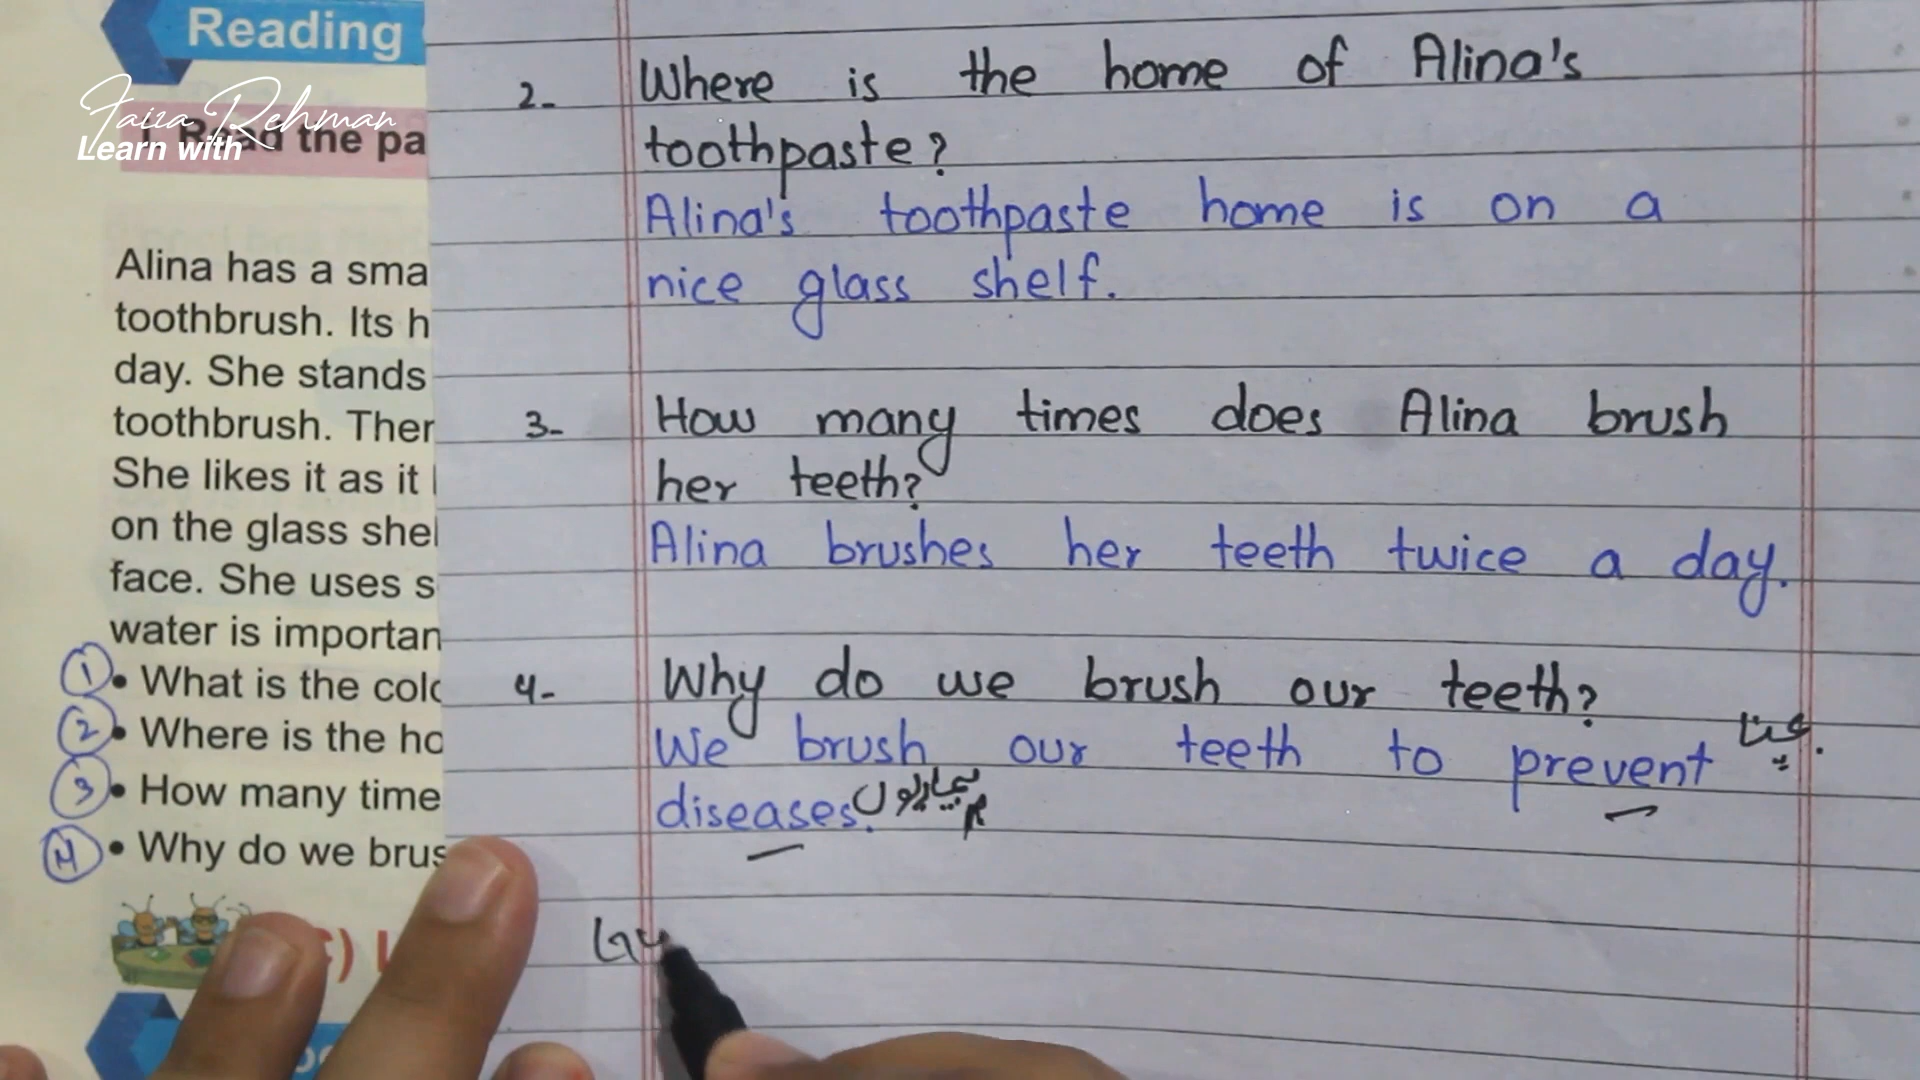 Reading
Faiza Rehman
Learn with
Read the pa
Alina has a sma
toothbrush. Its h
day. She stands
toothbrush. Ther
She likes it as it
on the glass shel
face. She uses s
water is importan
1 • What is the colo
2 • Where is the ho
3 • How many time
4 • Why do we brus
2- Where is the home of Alina's
toothpaste?
Alina's toothpaste home is on a
nice glass shelf.
3- How many times does Alina brush
her teeth?
Alina brushes her teeth twice a day.
4- Why do we brush our teeth?
We brush our teeth to prevent بچنا
diseases. بیماریوں